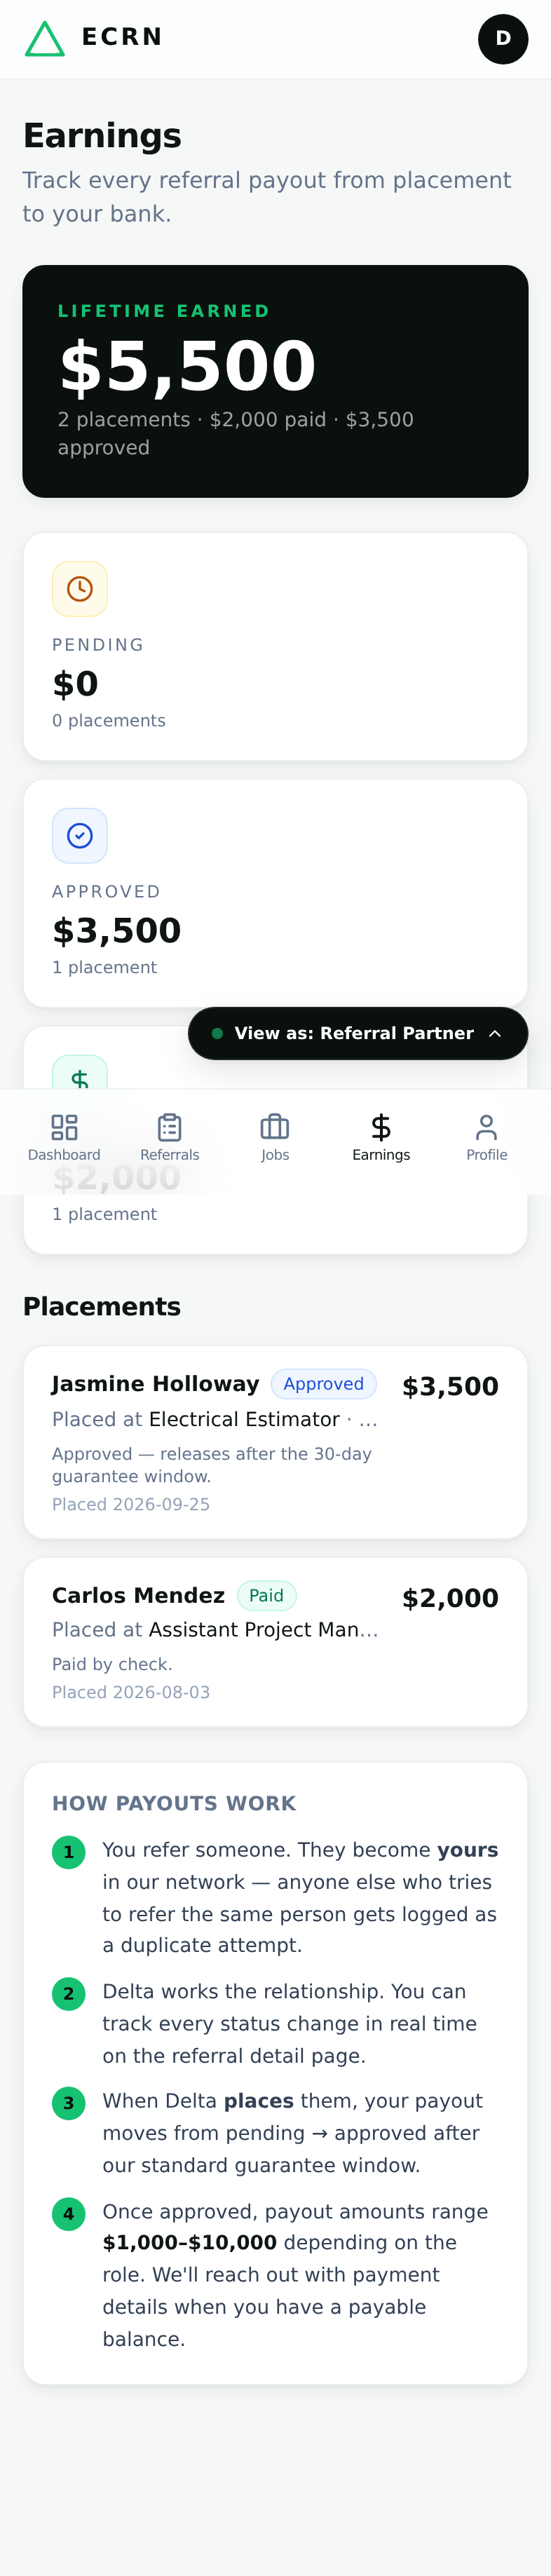 ECRN
D
Earnings
Track every referral payout from placement
to your bank.
LIFETIME EARNED
$5,500
2 placements · $2,000 paid · $3,500
approved
PENDING
$0
0 placements
APPROVED
$3,500
1 placement
View as: Referral Partner
Dashboard
Referrals
Jobs
Earnings
Profile
$2,000
1 placement
Placements
Jasmine Holloway Approved $3,500
Placed at Electrical Estimator · …
Approved — releases after the 30-day
guarantee window.
Placed 2026-09-25
Carlos Mendez Paid $2,000
Placed at Assistant Project Man…
Paid by check.
Placed 2026-08-03
HOW PAYOUTS WORK
1 You refer someone. They become yours
in our network — anyone else who tries
to refer the same person gets logged as
a duplicate attempt.
2 Delta works the relationship. You can
track every status change in real time
on the referral detail page.
3 When Delta places them, your payout
moves from pending → approved after
our standard guarantee window.
4 Once approved, payout amounts range
$1,000–$10,000 depending on the
role. We'll reach out with payment
details when you have a payable
balance.